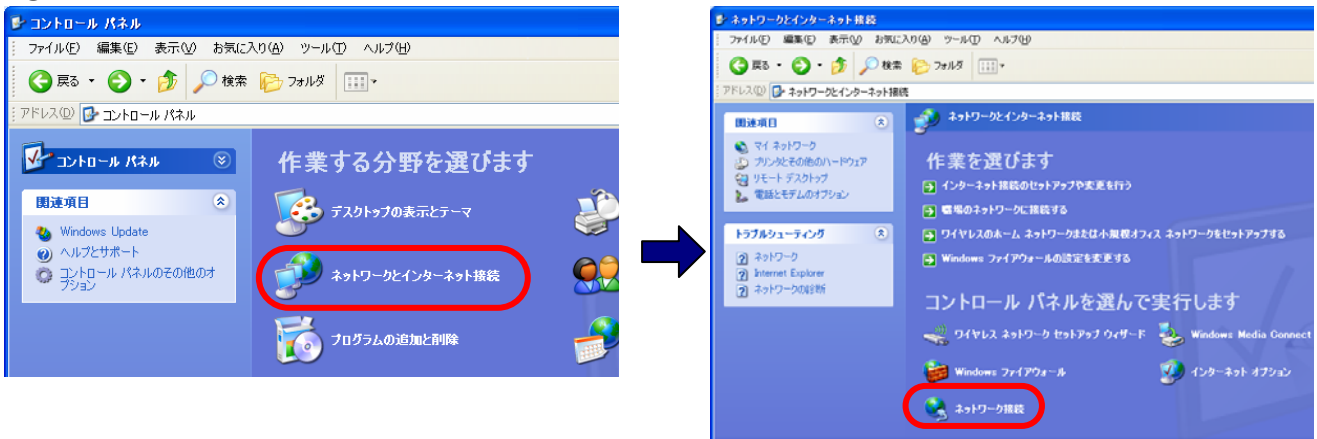 コントロール パネル
ファイル(F) 編集(E) 表示(V) お気に入り(A) ツール(T) ヘルプ(H)
戻る 検索 フォルダ
アドレス(D) コントロール パネル
コントロール パネル
関連項目
Windows Update
ヘルプとサポート
コントロール パネルのその他のオ
プション
作業する分野を選びます
デスクトップの表示とテーマ
ネットワークとインターネット接続
プログラムの追加と削除
ネットワークとインターネット接続
ファイル(F) 編集(E) 表示(V) お気に入り(A) ツール(T) ヘルプ(H)
戻る 検索 フォルダ
アドレス(D) ネットワークとインターネット接続
関連項目
マイ ネットワーク
プリンタとその他のハードウェア
リモート デスクトップ
電話とモデムのオプション
トラブルシューティング
ネットワーク
Internet Explorer
ネットワークの診断
ネットワークとインターネット接続
作業を選びます
インターネット接続のセットアップや変更を行う
職場のネットワークに接続する
ワイヤレスのホーム ネットワークまたは小規模オフィス ネットワークをセットアップする
Windows ファイアウォールの設定を変更する
コントロール パネルを選んで実行します
ワイヤレス ネットワーク セットアップ ウィザード Windows Media Connect
Windows ファイアウォール インターネット オプション
ネットワーク接続